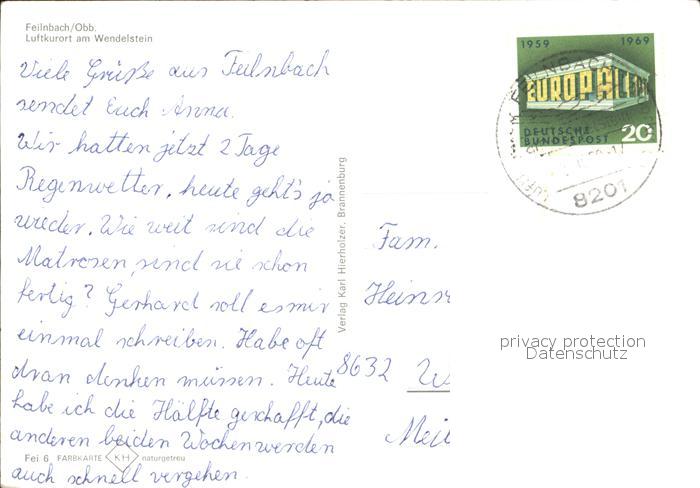 Feilnbach/Obb.
Luftkurort am Wendelstein
Viele Grüße aus Feilnbach
sendet Euch Anna.
Wir hatten jetzt 2 Tage
Regenwetter, heute geht's ja
wieder. Wie weit sind die
Matrosen, sind sie schon
fertig? Gerhard soll es mir
einmal schreiben. Habe oft
dran denken müssen. Heute
habe ich die Hälfte geschafft, die
anderen beiden Wochen werden
auch schnell vergehen.
Fei 6 FARBKARTE KH naturgetreu
Verlag Karl Hierholzer, Brannenburg
1959 1969
EUROPA CEPT
DEUTSCHE
BUNDESPOST 20
8201
Fam.
Heinr
8632 W
Meil
privacy protection
Datenschutz